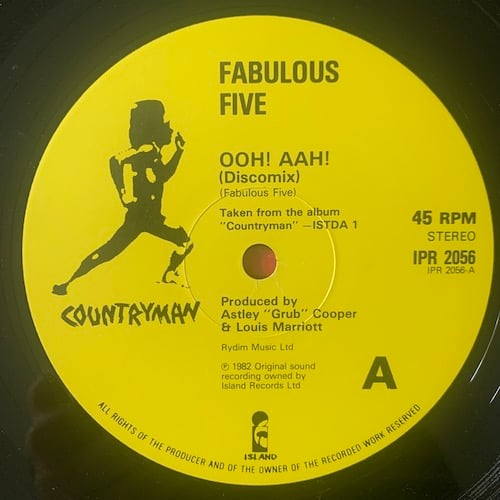 FABULOUS
FIVE
OOH! AAH!
(Discomix)
(Fabulous Five)
Taken from the album
"Countryman" –ISTDA 1
45 RPM
STEREO
IPR 2056
IPR 2056-A
COUNTRYMAN
Produced by
Astley "Grub" Cooper
& Louis Marriott
Rydim Music Ltd
℗ 1982 Original sound
recording owned by
Island Records Ltd
A
ISLAND
ALL RIGHTS OF THE PRODUCER AND OF THE OWNER OF THE RECORDED WORK RESERVED